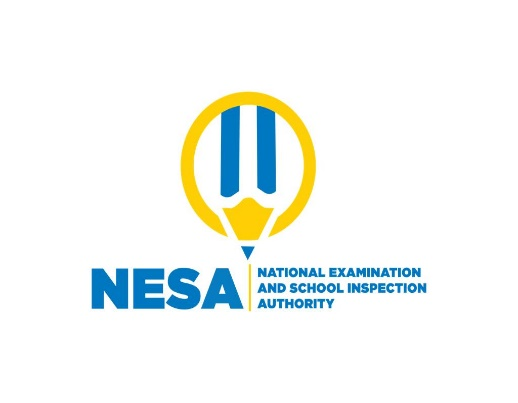 NESA
NATIONAL EXAMINATION
AND SCHOOL INSPECTION
AUTHORITY